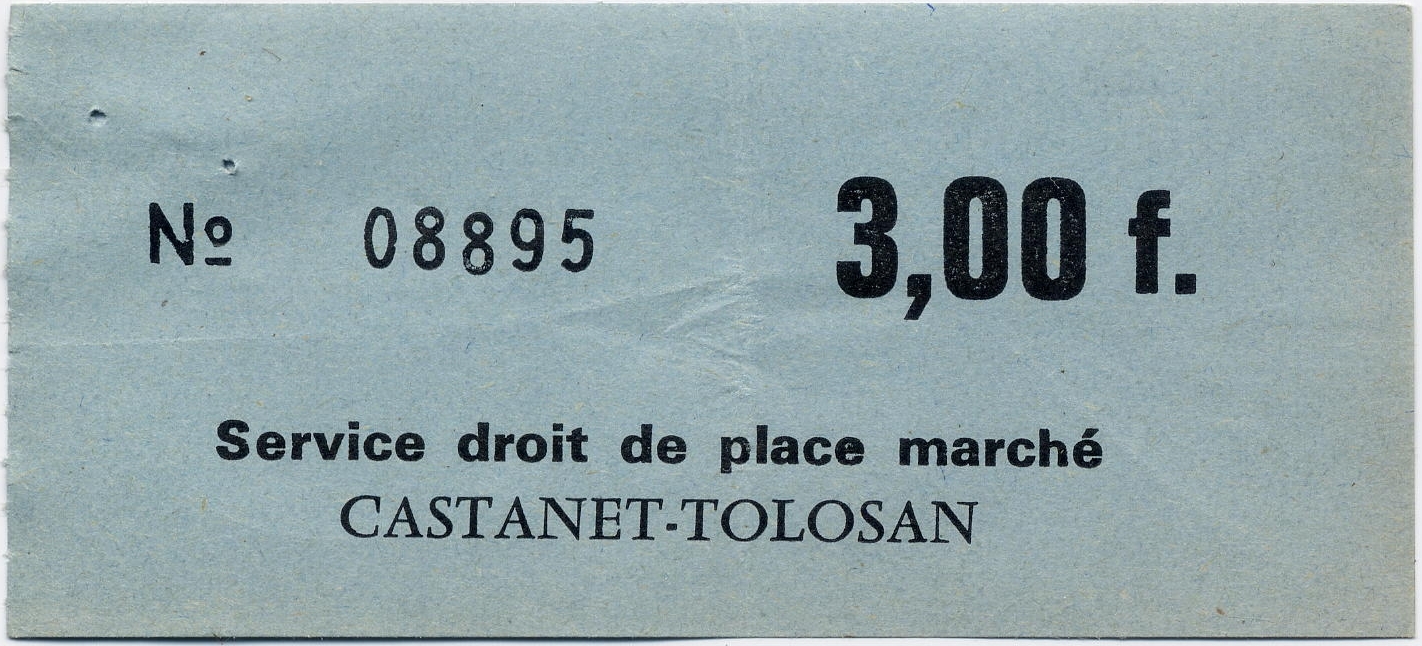 Nº 08895 3,00 f.
Service droit de place marché
CASTANET-TOLOSAN